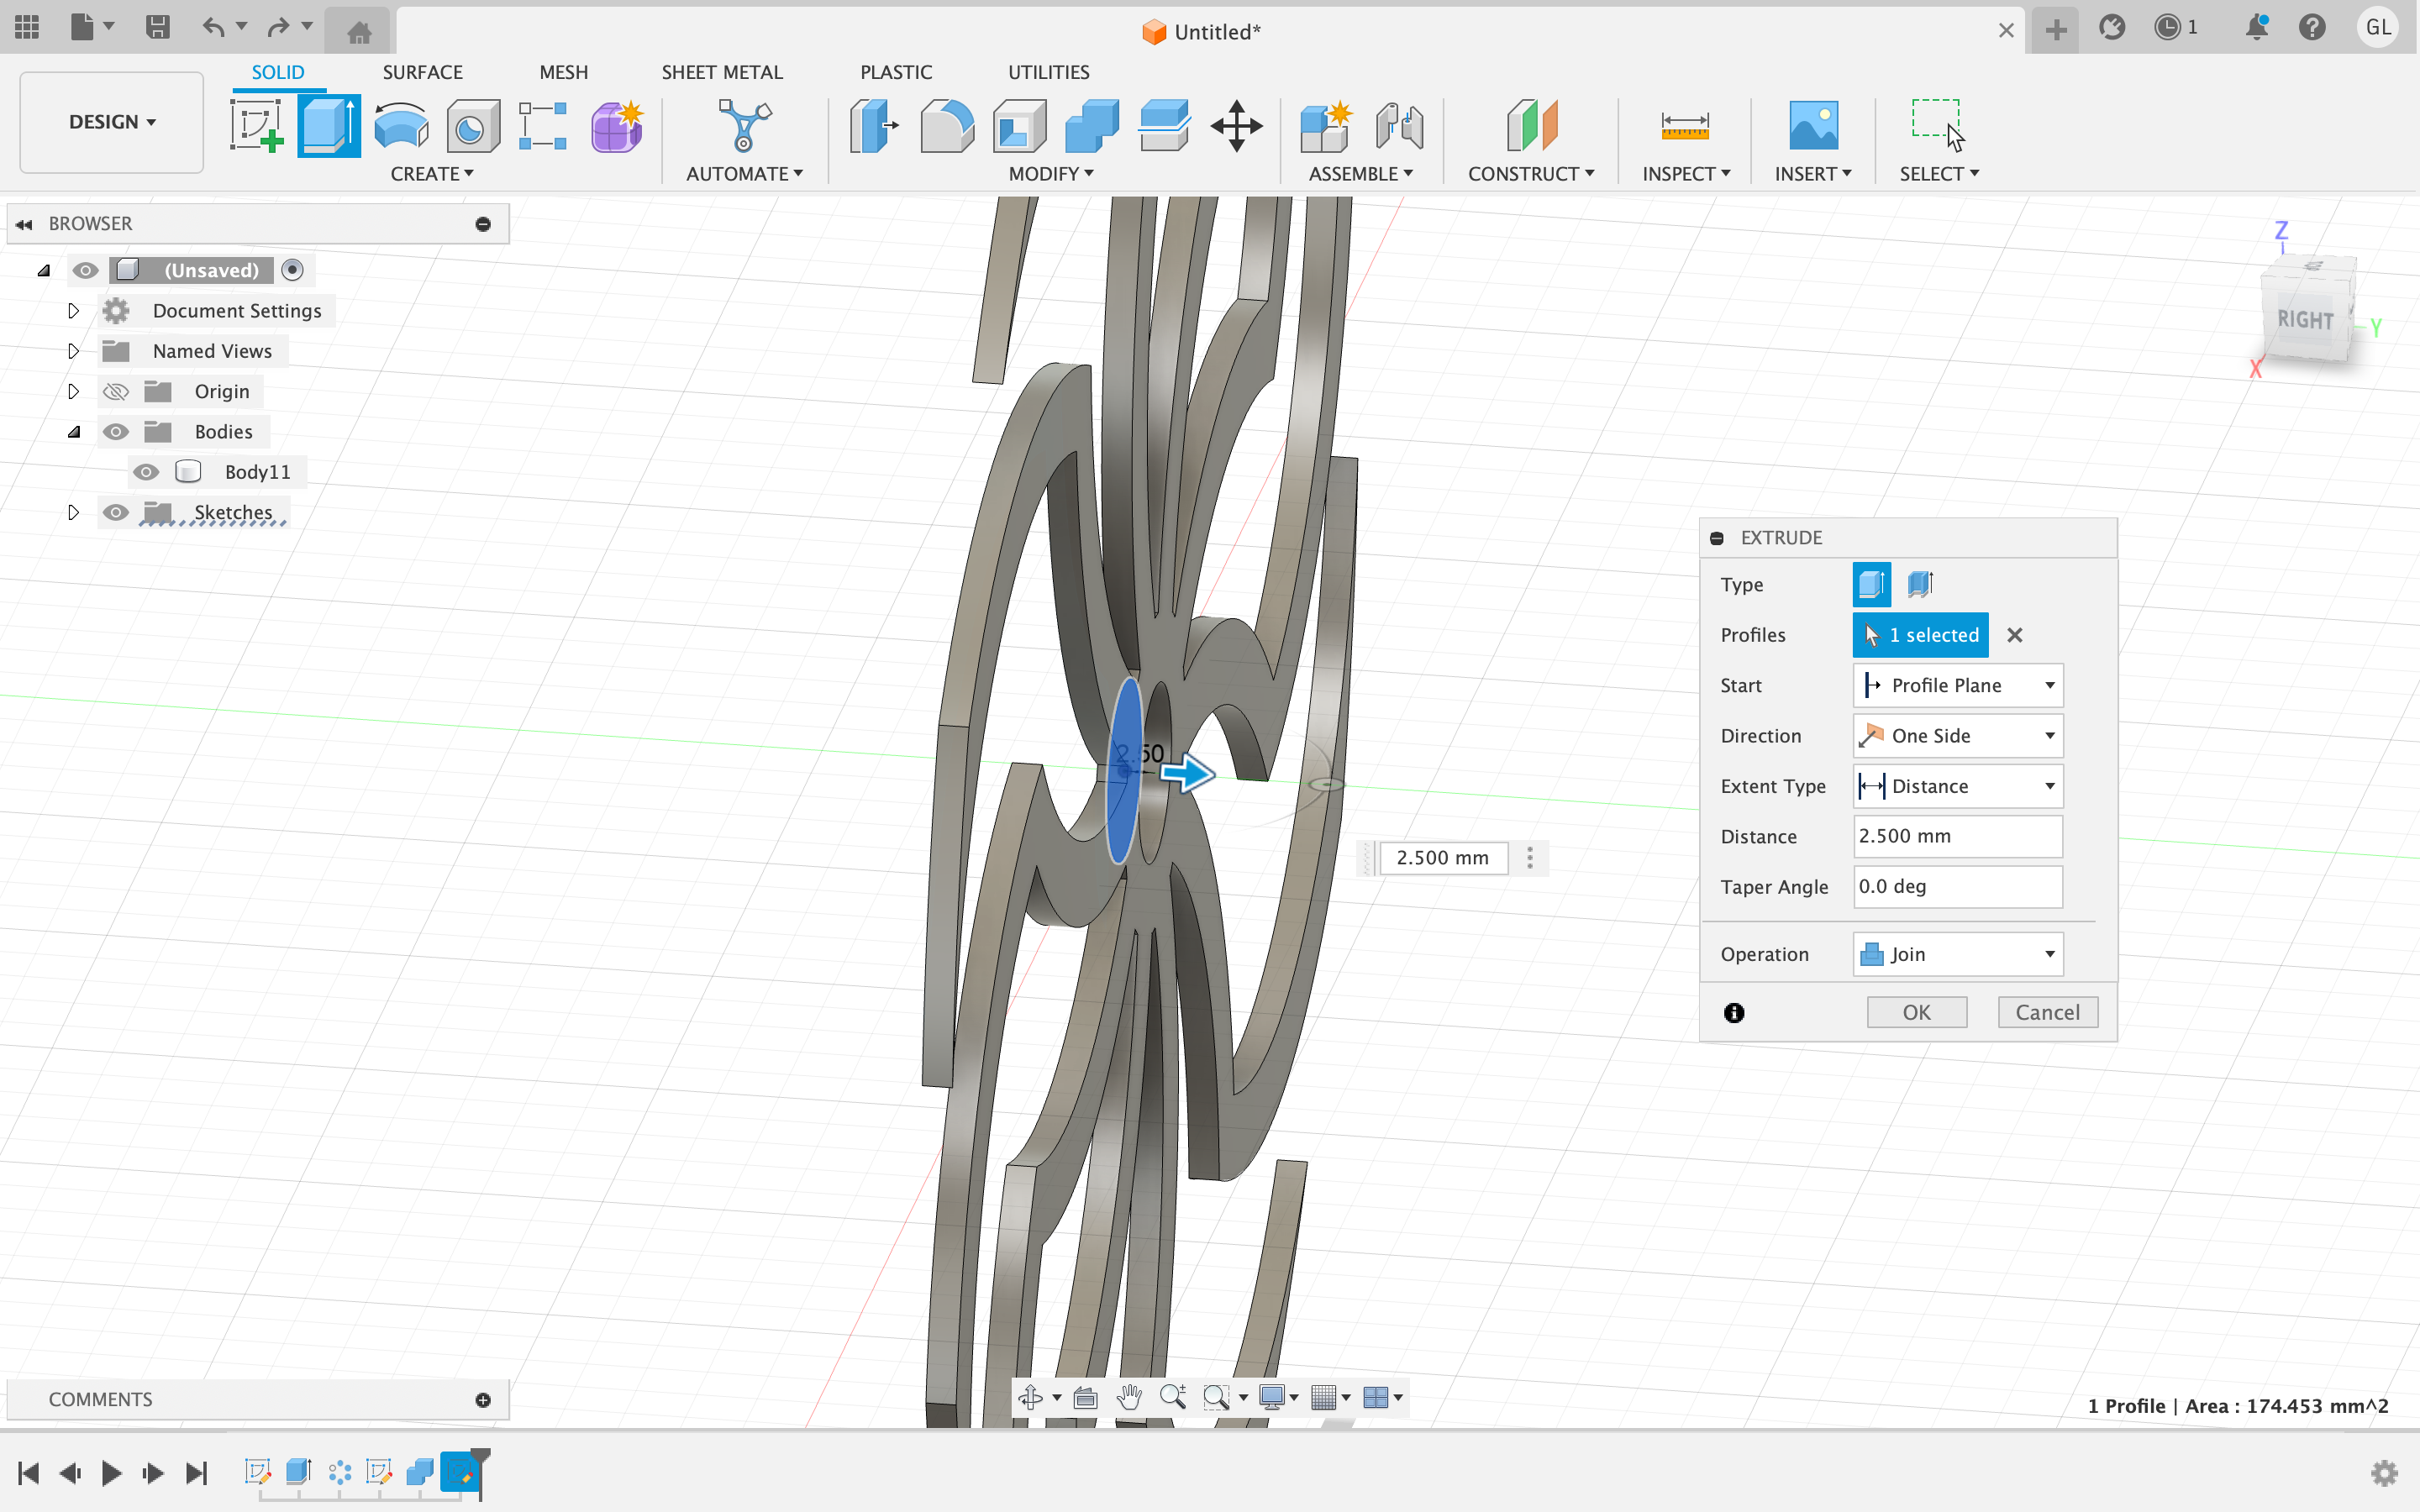 Untitled*
1
GL
SOLID
SURFACE
MESH
SHEET METAL
PLASTIC
UTILITIES
DESIGN
CREATE
AUTOMATE
MODIFY
ASSEMBLE
CONSTRUCT
INSPECT
INSERT
SELECT
BROWSER
(Unsaved)
Document Settings
Named Views
Origin
Bodies
Body11
Sketches
Z
RIGHT
Y
X
2.50
2.500 mm
EXTRUDE
Type
Profiles 1 selected
Start Profile Plane
Direction One Side
Extent Type Distance
Distance 2.500 mm
Taper Angle 0.0 deg
Operation Join
OK Cancel
COMMENTS
1 Profile | Area : 174.453 mm^2